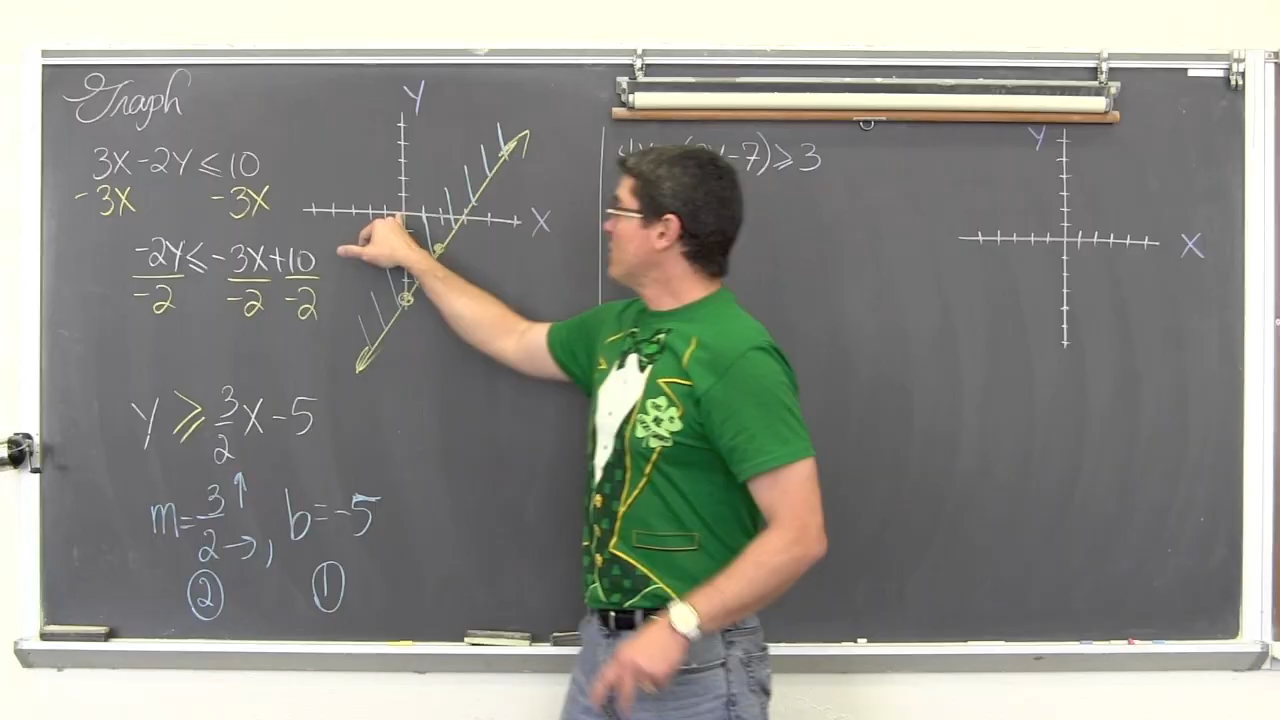 Graph
3X-2Y≤10
-3X -3X
-2Y≤-3X+10
-2 -2 -2
Y ≥ 3/2 X-5
m=3/2 ↑ →, b=-5
2 1
Y
X
-7)≥3
Y
X